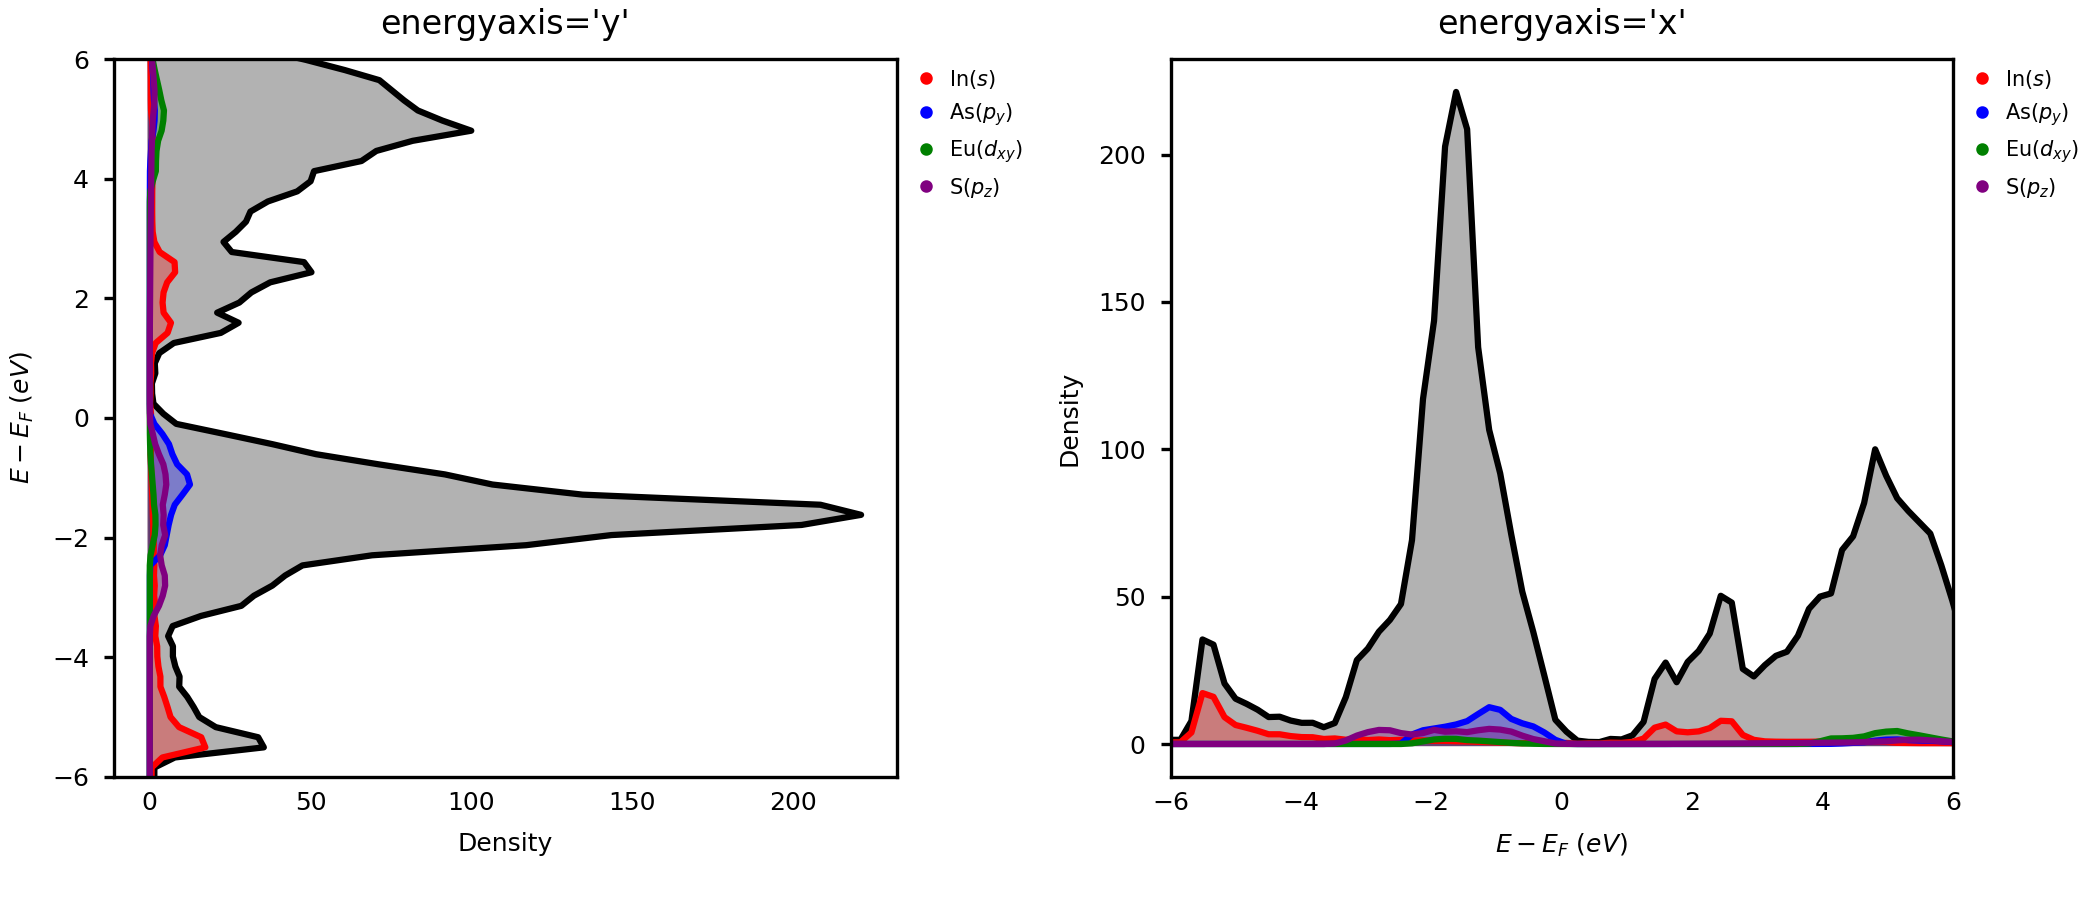 energyaxis='y'
6
4
2
0
−2
−4
−6
E − E_F (eV)
0 50 100 150 200
Density
In(s)
As(p_y)
Eu(d_xy)
S(p_z)
energyaxis='x'
200
150
100
50
0
Density
−6 −4 −2 0 2 4 6
E − E_F (eV)
In(s)
As(p_y)
Eu(d_xy)
S(p_z)